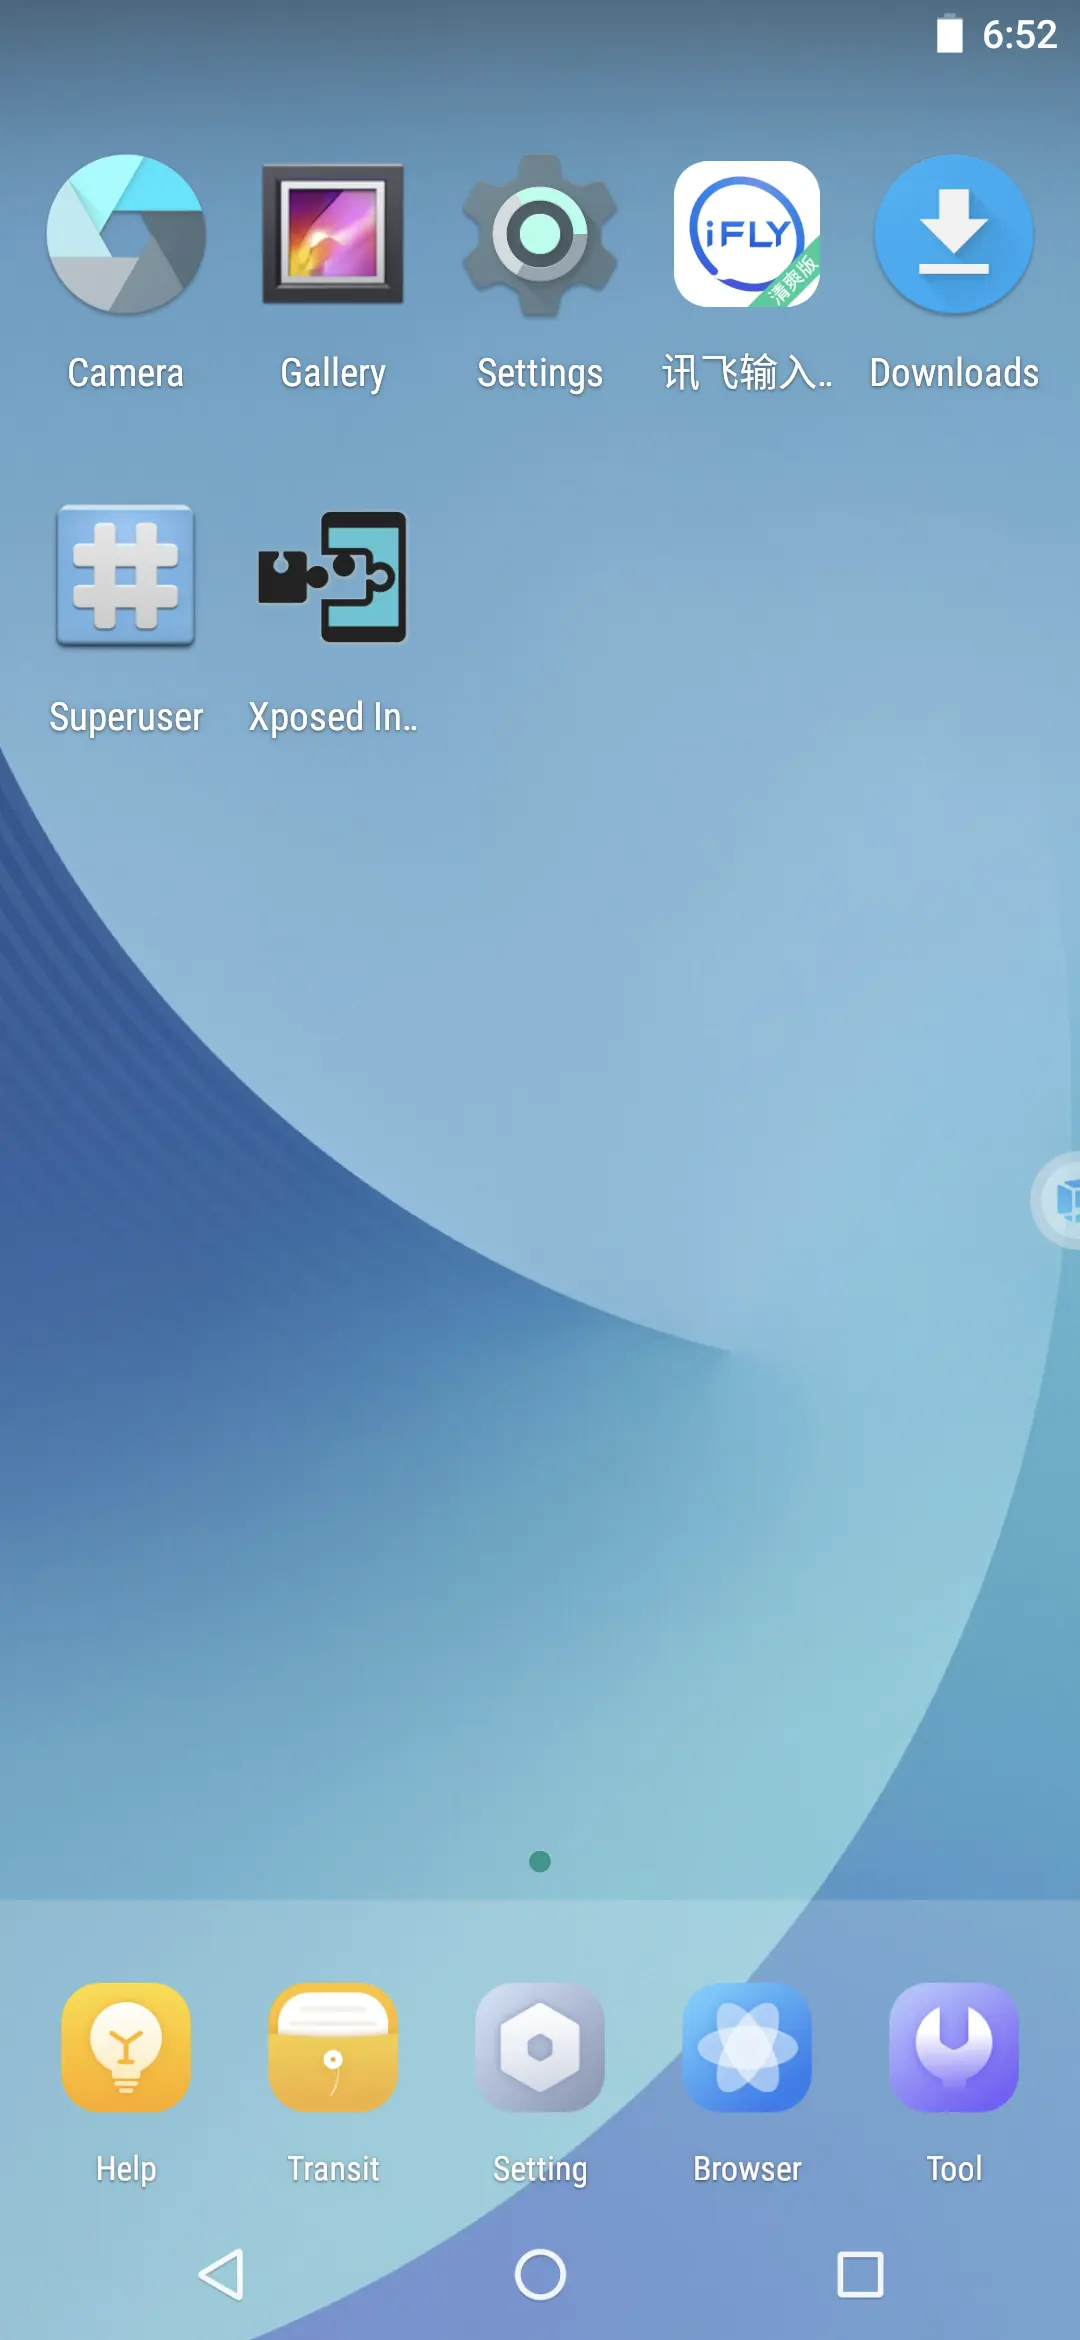 6:52
iFLY
清爽版
Camera
Gallery
Settings
讯飞输入..
Downloads
Superuser
Xposed In..
Help
Transit
Setting
Browser
Tool